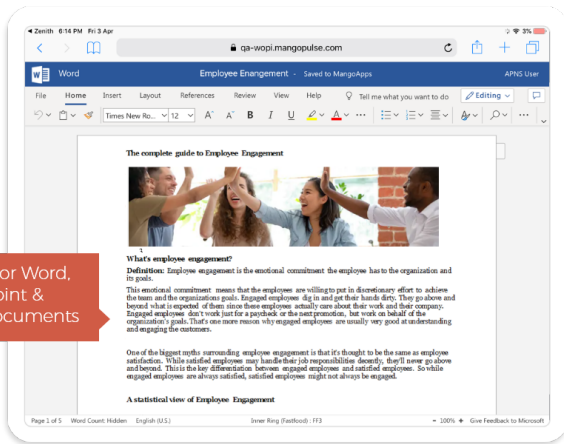 Zenith 6:14 PM Fri 3 Apr 3%
qa-wopi.mangopulse.com
Word Employee Enangement - Saved to MangoApps APNS User
File Home Insert Layout References Review View Help Tell me what you want to do Editing
Times New Ro... 12 A A B I U A
The complete guide to Employee Engagement
1
What's employee engagement?
Definition: Employee engagement is the emotional commitment the employee has to the organization and
its goals.
This emotional commitment means that the employees are willing to put in discretionary effort to achieve
the team and the organizations goals. Engaged employees dig in and get their hands dirty. They go above and
beyond what is expected of them since these employees actually care about their work and their company.
Engaged employees don't work just for a paycheck or the next promotion, but work on behalf of the
organization's goals. That's one more reason why engaged employees are usually very good at understanding
and engaging the customers.
One of the biggest myths surrounding employee engagement is that it's thought to be the same as employee
satisfaction. While satisfied employees may handle their job responsibilities decently, they'll never go above
and beyond. This is the key differentiation between engaged employees and satisfied employees. So while
engaged employees are always satisfied, satisfied employees might not always be engaged.
A statistical view of Employee Engagement
or Word,
oint &
ocuments
Page 1 of 5 Word Count: Hidden English (U.S.) Inner Ring (Fastfood) : FF3 100% Give Feedback to Microsoft